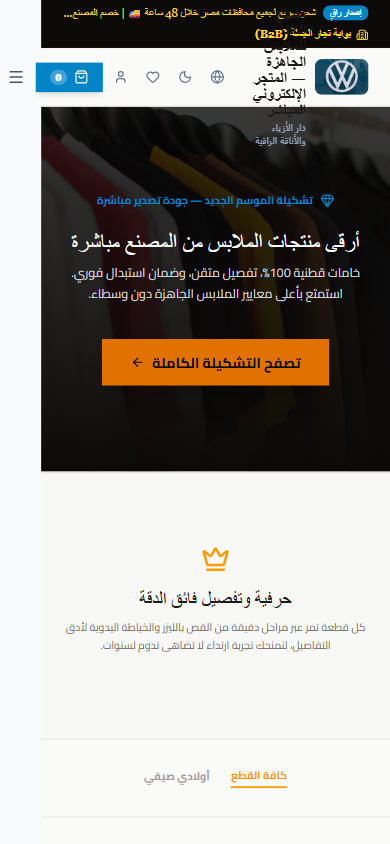 إصدار راقي شحن سريع لجميع محافظات مصر خلال 48 ساعة 🚚 | خصم المصنع...
بوابة تجار الجملة (B2B)
الجاهزة
— المتجر
الإلكتروني
المباشر
دار الأزياء
والأناقة الراقية
0
تشكيلة الموسم الجديد — جودة تصدير مباشرة
أرقى منتجات الملابس من المصنع مباشرة
خامات قطنية 100%، تفصيل متقن، وضمان استبدال فوري.
استمتع بأعلى معايير الملابس الجاهزة دون وسطاء.
تصفح التشكيلة الكاملة ←
حرفية وتفصيل فائق الدقة
كل قطعة تمر عبر مراحل دقيقة من القص بالليزر والخياطة اليدوية لأدق
التفاصيل، لنمنحك تجربة ارتداء لا تضاهى تدوم لسنوات.
كافة القطع
أولادي صيفي